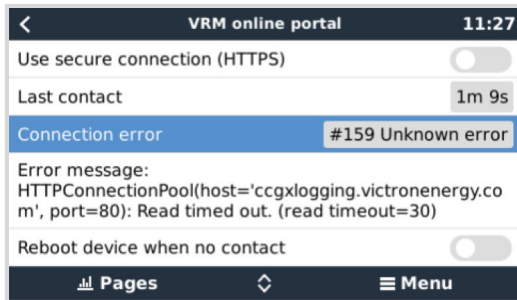 VRM online portal 11:27
Use secure connection (HTTPS)
Last contact 1m 9s
Connection error #159 Unknown error
Error message:
HTTPConnectionPool(host='ccgxlogging.victronenergy.co
m', port=80): Read timed out. (read timeout=30)
Reboot device when no contact
Pages Menu